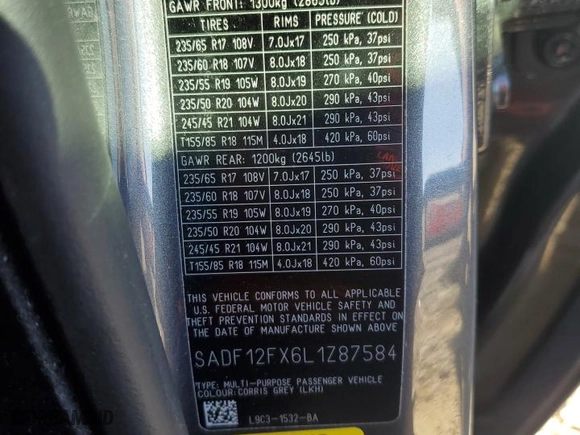 GAWR FRONT: 1300kg (2865lb)
TIRES RIMS PRESSURE (COLD)
235/65 R17 108V 7.0Jx17 250 kPa, 37psi
235/60 R18 107V 8.0Jx18 250 kPa, 37psi
235/55 R19 105W 8.0Jx19 270 kPa, 40psi
235/50 R20 104W 8.0Jx20 290 kPa, 43psi
245/45 R21 104W 8.0Jx21 290 kPa, 43psi
T155/85 R18 115M 4.0Jx18 420 kPa, 60psi
GAWR REAR: 1200kg (2645lb)
235/65 R17 108V 7.0Jx17 250 kPa, 37psi
235/60 R18 107V 8.0Jx18 250 kPa, 37psi
235/55 R19 105W 8.0Jx19 270 kPa, 40psi
235/50 R20 104W 8.0Jx20 290 kPa, 43psi
245/45 R21 104W 8.0Jx21 290 kPa, 43psi
T155/85 R18 115M 4.0Jx18 420 kPa, 60psi
THIS VEHICLE CONFORMS TO ALL APPLICABLE
U.S. FEDERAL MOTOR VEHICLE SAFETY AND
THEFT PREVENTION STANDARDS IN EFFECT ON
THE DATE OF MANUFACTURE SHOWN ABOVE.
SADF12FX6L1Z87584
TYPE: MULTI-PURPOSE PASSENGER VEHICLE
COLOUR: CORRIS GREY (LKH)
L9C3-1532-BA